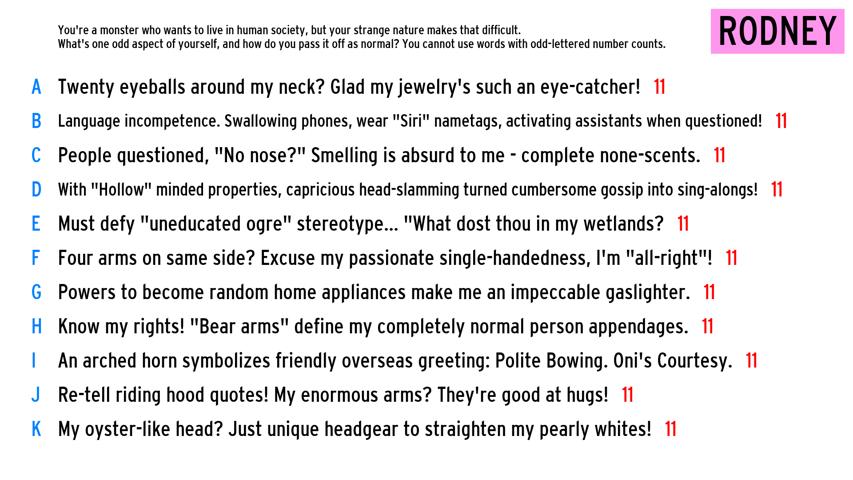 You're a monster who wants to live in human society, but your strange nature makes that difficult.
What's one odd aspect of yourself, and how do you pass it off as normal? You cannot use words with odd-lettered number counts.
RODNEY
A Twenty eyeballs around my neck? Glad my jewelry's such an eye-catcher! 11
B Language incompetence. Swallowing phones, wear "Siri" nametags, activating assistants when questioned! 11
C People questioned, "No nose?" Smelling is absurd to me - complete none-scents. 11
D With "Hollow" minded properties, capricious head-slamming turned cumbersome gossip into sing-alongs! 11
E Must defy "uneducated ogre" stereotype... "What dost thou in my wetlands? 11
F Four arms on same side? Excuse my passionate single-handedness, I'm "all-right"! 11
G Powers to become random home appliances make me an impeccable gaslighter. 11
H Know my rights! "Bear arms" define my completely normal person appendages. 11
I An arched horn symbolizes friendly overseas greeting: Polite Bowing. Oni's Courtesy. 11
J Re-tell riding hood quotes! My enormous arms? They're good at hugs! 11
K My oyster-like head? Just unique headgear to straighten my pearly whites! 11